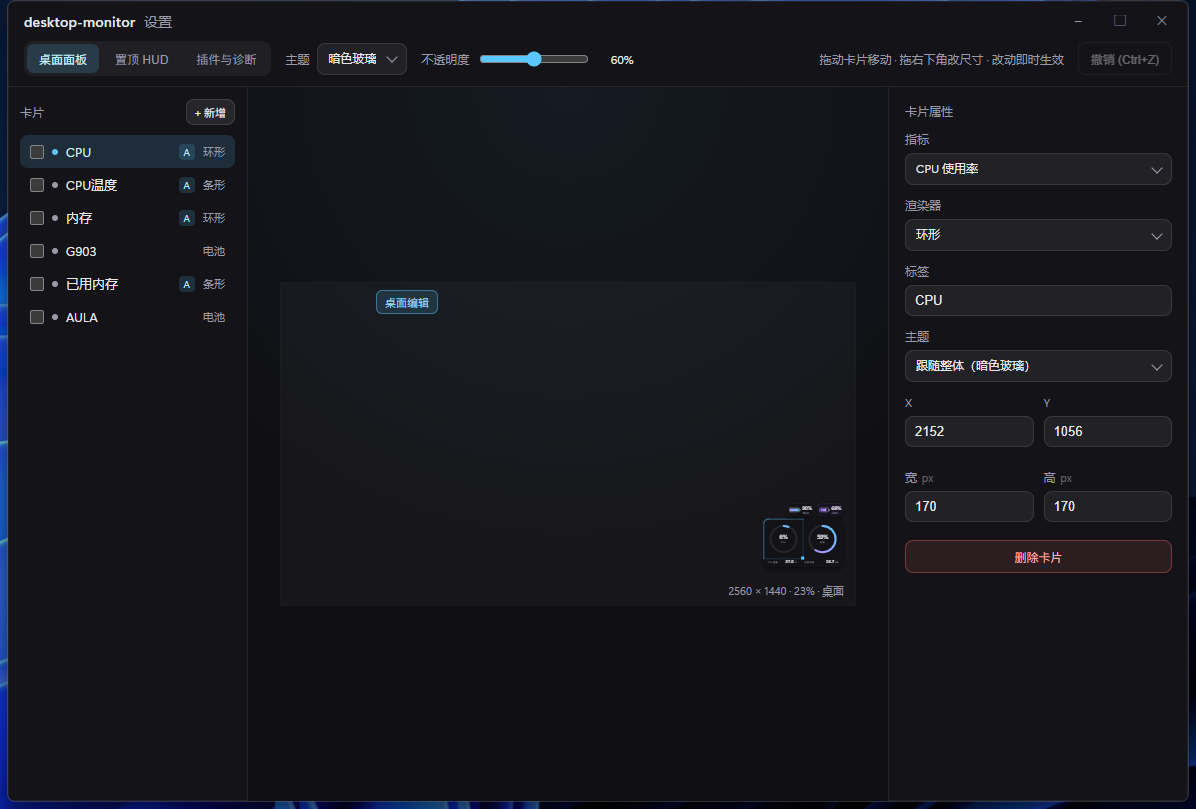 desktop-monitor 设置
桌面面板 置顶 HUD 插件与诊断 主题 暗色玻璃 不透明度 60% 拖动卡片移动 · 拖右下角改尺寸 · 改动即时生效 撤销 (Ctrl+Z)
卡片 + 新增
CPU A 环形
CPU温度 A 条形
内存 A 环形
G903 电池
已用内存 A 条形
AULA 电池
桌面编辑
80% 68%
6% 59%
2560 × 1440 · 23% · 桌面
卡片属性
指标
CPU 使用率
渲染器
环形
标签
CPU
主题
跟随整体（暗色玻璃）
X Y
2152 1056
宽 px 高 px
170 170
删除卡片